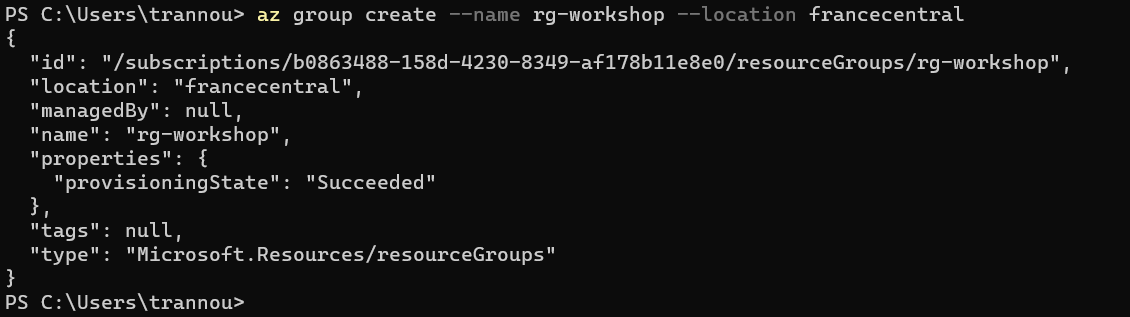 PS C:\Users\trannou> az group create --name rg-workshop --location francecentral
{
  "id": "/subscriptions/b0863488-158d-4230-8349-af178b11e8e0/resourceGroups/rg-workshop",
  "location": "francecentral",
  "managedBy": null,
  "name": "rg-workshop",
  "properties": {
    "provisioningState": "Succeeded"
  },
  "tags": null,
  "type": "Microsoft.Resources/resourceGroups"
}
PS C:\Users\trannou>